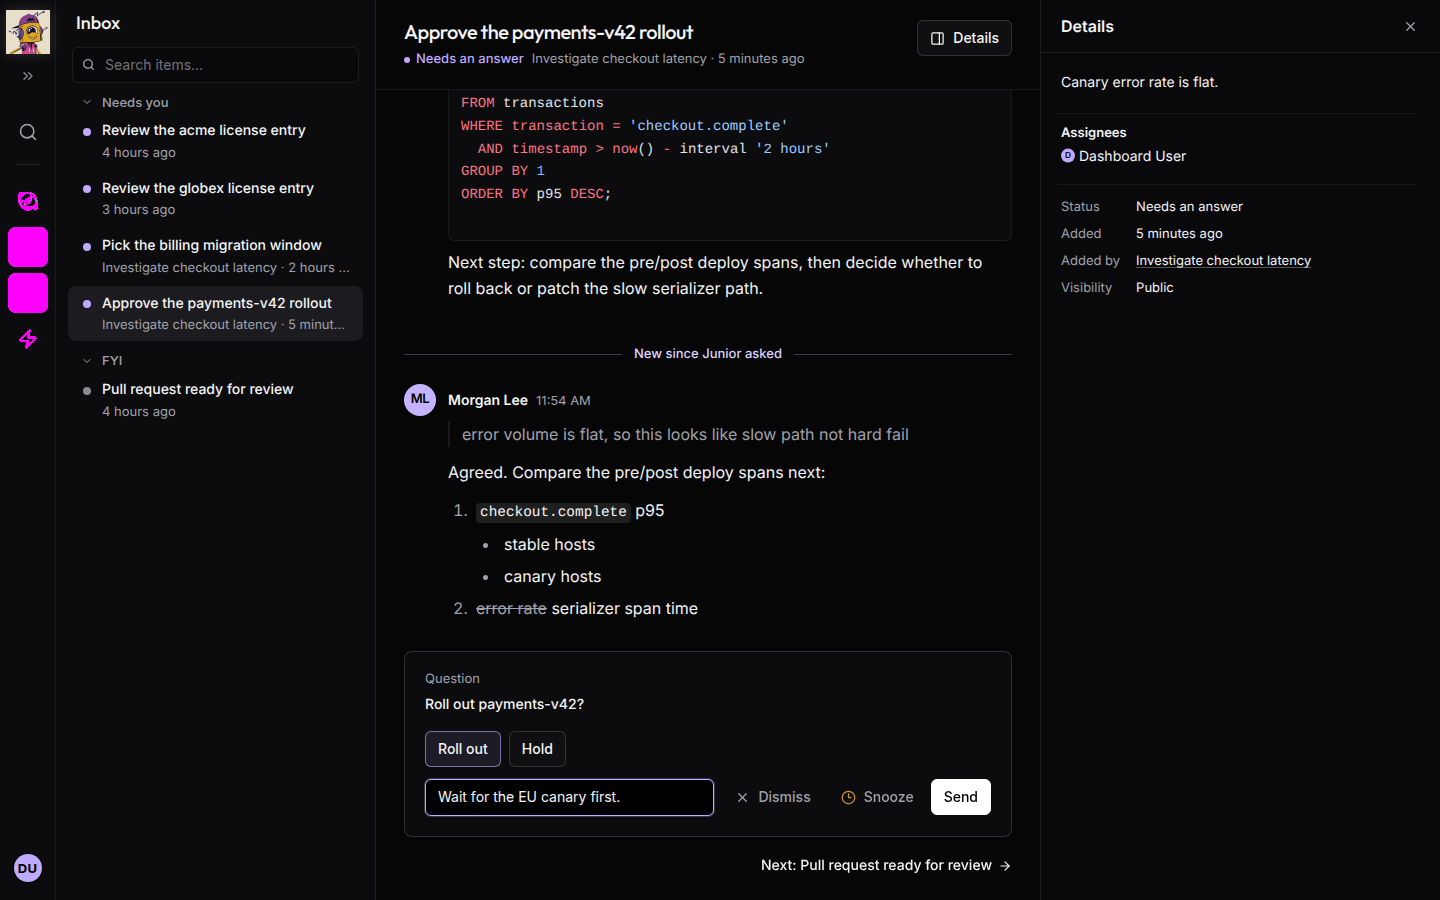 Inbox
Search items...
Needs you
Review the acme license entry
4 hours ago
Review the globex license entry
3 hours ago
Pick the billing migration window
Investigate checkout latency · 2 hours ...
Approve the payments-v42 rollout
Investigate checkout latency · 5 minut...
FYI
Pull request ready for review
4 hours ago
DU
Approve the payments-v42 rollout
Needs an answer Investigate checkout latency · 5 minutes ago
Details
FROM transactions
WHERE transaction = 'checkout.complete'
AND timestamp > now() - interval '2 hours'
GROUP BY 1
ORDER BY p95 DESC;
Next step: compare the pre/post deploy spans, then decide whether to
roll back or patch the slow serializer path.
New since Junior asked
ML Morgan Lee 11:54 AM
error volume is flat, so this looks like slow path not hard fail
Agreed. Compare the pre/post deploy spans next:
1. checkout.complete p95
• stable hosts
• canary hosts
2. error rate serializer span time
Question
Roll out payments-v42?
Roll out Hold
Wait for the EU canary first. Dismiss Snooze Send
Next: Pull request ready for review →
Details
Canary error rate is flat.
Assignees
D Dashboard User
Status Needs an answer
Added 5 minutes ago
Added by Investigate checkout latency
Visibility Public